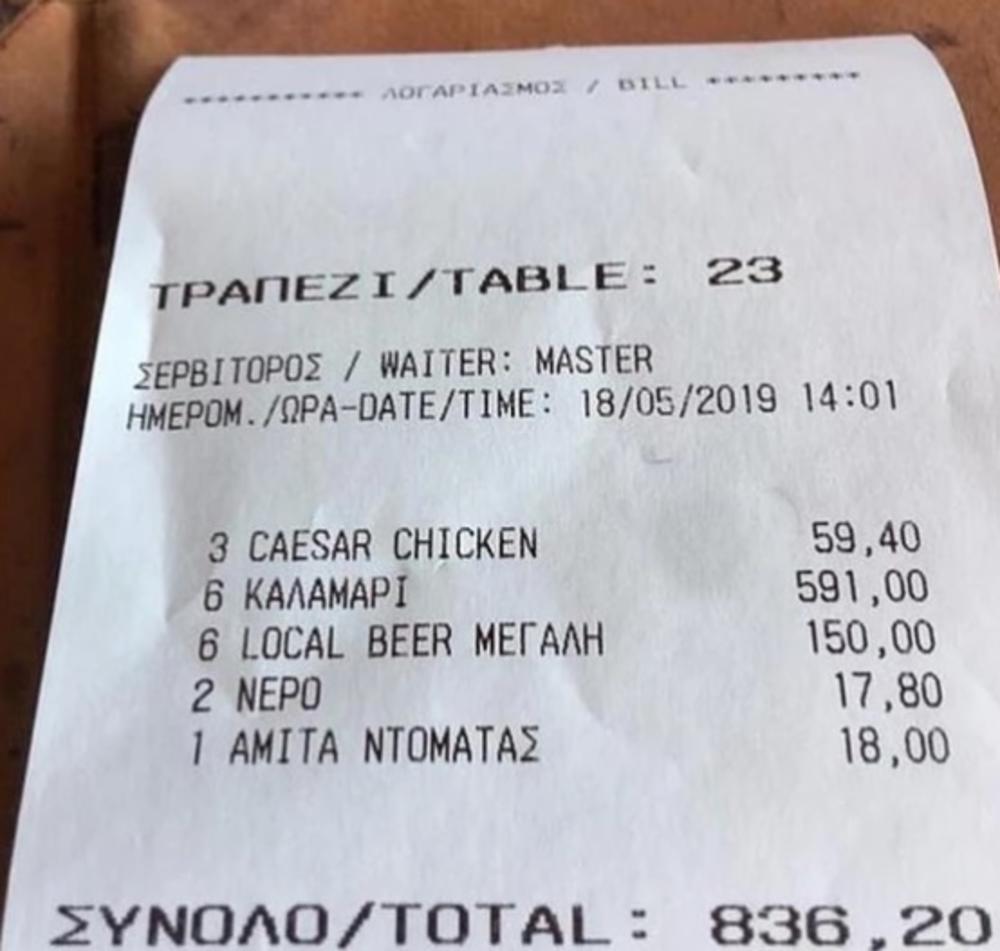 *********** ΛΟΓΑΡΙΑΣΜΟΣ / BILL *********
ΤΡΑΠΕΖΙ/TABLE: 23
ΣΕΡΒΙΤΟΡΟΣ / WAITER: MASTER
ΗΜΕΡΟΜ./ΩΡΑ-DATE/TIME: 18/05/2019 14:01
3 CAESAR CHICKEN 59,40
6 ΚΑΛΑΜΑΡΙ 591,00
6 LOCAL BEER ΜΕΓΑΛΗ 150,00
2 ΝΕΡΟ 17,80
1 ΑΜΙΤΑ ΝΤΟΜΑΤΑΣ 18,00
ΣΥΝΟΛΟ/TOTAL: 836,20